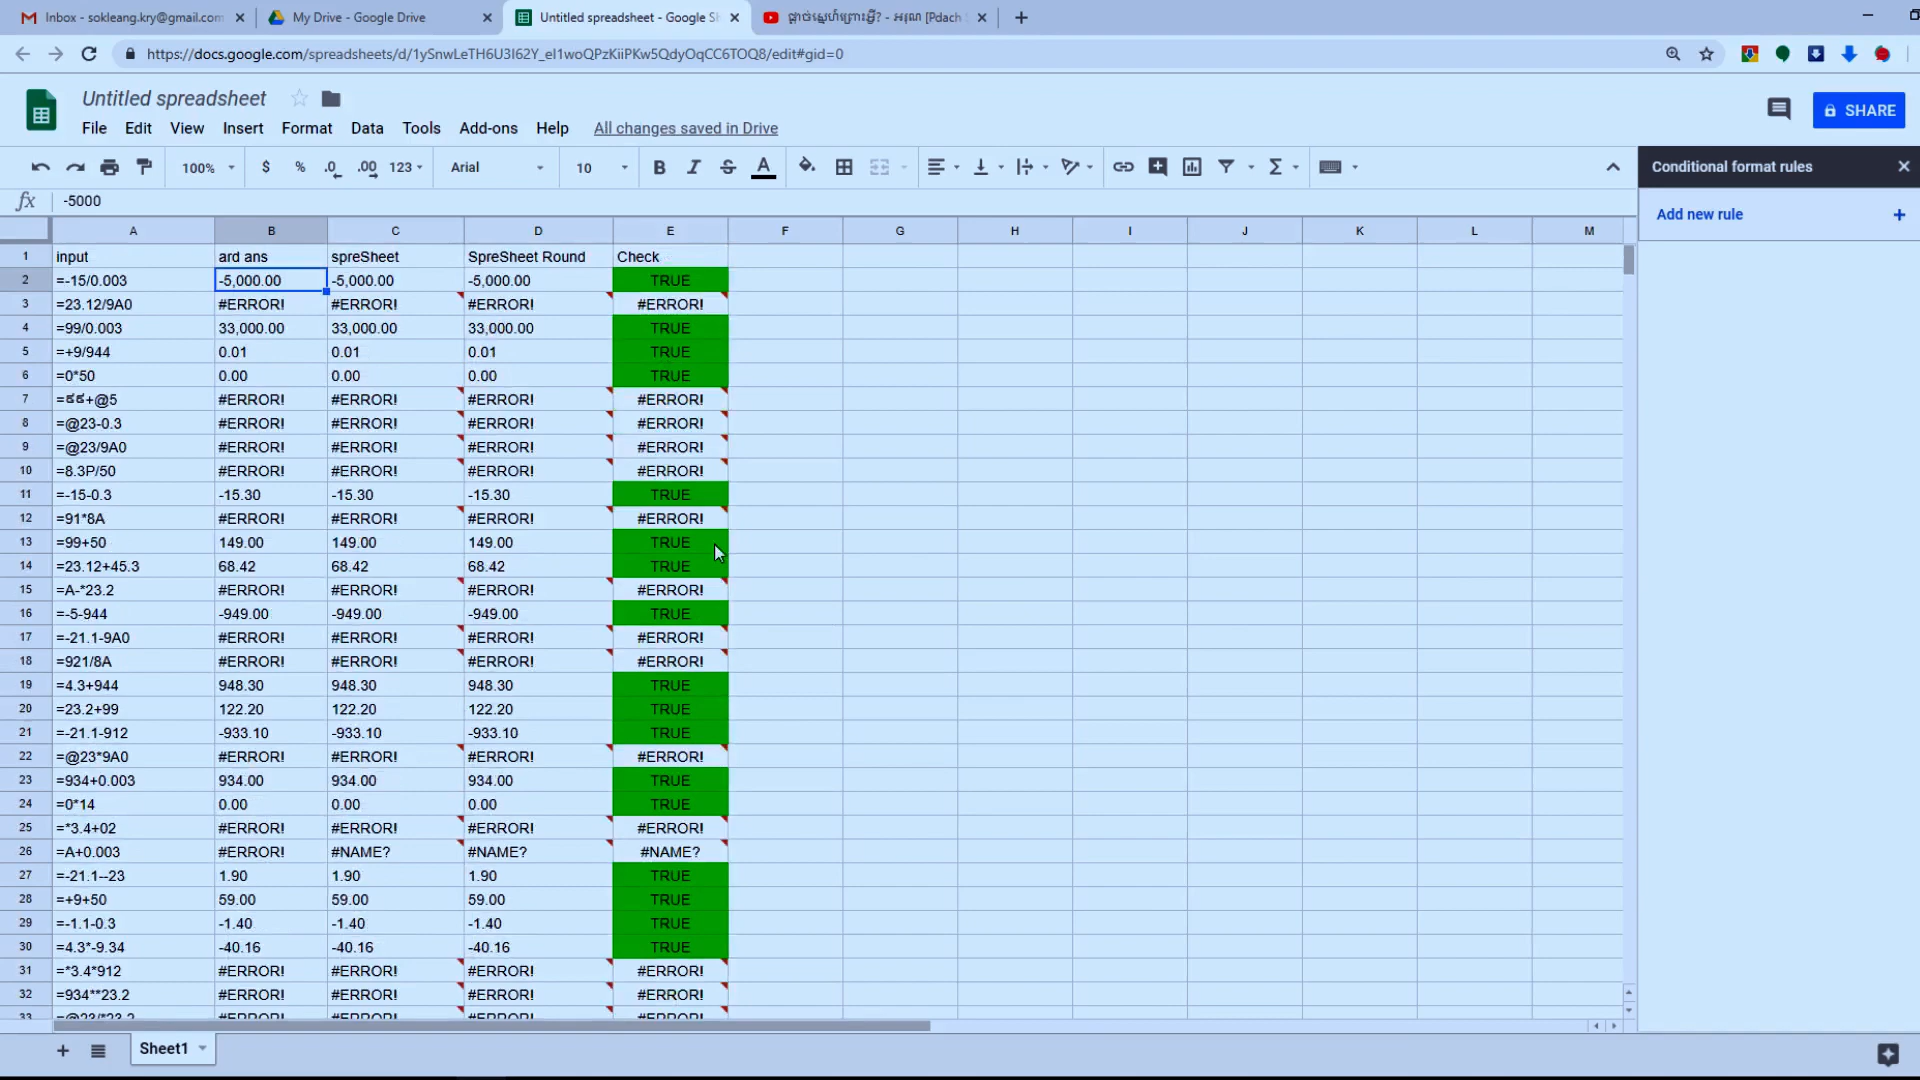 Inbox - sokleang.kry@gmail.com
My Drive - Google Drive
Untitled spreadsheet - Google Sh
ផ្ដាច់ស្នេហ៍ព្រោះអ្វី? - អរុណ [Pdach
https://docs.google.com/spreadsheets/d/1ySnwLeTH6U3I62Y_eI1woQPzKiiPKw5QdyOqCC6TOQ8/edit#gid=0
Untitled spreadsheet
SHARE
File Edit View Insert Format Data Tools Add-ons Help All changes saved in Drive
100% $ % .0 .00 123 Arial 10 B I S A Σ
Conditional format rules
Add new rule +
fx -5000
A B C D E F G H I J K L M
1 input ard ans spreSheet SpreSheet Round Check
2 =-15/0.003 -5,000.00 -5,000.00 -5,000.00 TRUE
3 =23.12/9A0 #ERROR! #ERROR! #ERROR! #ERROR!
4 =99/0.003 33,000.00 33,000.00 33,000.00 TRUE
5 =+9/944 0.01 0.01 0.01 TRUE
6 =0*50 0.00 0.00 0.00 TRUE
7 =៩៩+@5 #ERROR! #ERROR! #ERROR! #ERROR!
8 =@23-0.3 #ERROR! #ERROR! #ERROR! #ERROR!
9 =@23/9A0 #ERROR! #ERROR! #ERROR! #ERROR!
10 =8.3P/50 #ERROR! #ERROR! #ERROR! #ERROR!
11 =-15-0.3 -15.30 -15.30 -15.30 TRUE
12 =91*8A #ERROR! #ERROR! #ERROR! #ERROR!
13 =99+50 149.00 149.00 149.00 TRUE
14 =23.12+45.3 68.42 68.42 68.42 TRUE
15 =A-*23.2 #ERROR! #ERROR! #ERROR! #ERROR!
16 =-5-944 -949.00 -949.00 -949.00 TRUE
17 =-21.1-9A0 #ERROR! #ERROR! #ERROR! #ERROR!
18 =921/8A #ERROR! #ERROR! #ERROR! #ERROR!
19 =4.3+944 948.30 948.30 948.30 TRUE
20 =23.2+99 122.20 122.20 122.20 TRUE
21 =-21.1-912 -933.10 -933.10 -933.10 TRUE
22 =@23*9A0 #ERROR! #ERROR! #ERROR! #ERROR!
23 =934+0.003 934.00 934.00 934.00 TRUE
24 =0*14 0.00 0.00 0.00 TRUE
25 =*3.4+02 #ERROR! #ERROR! #ERROR! #ERROR!
26 =A+0.003 #ERROR! #NAME? #NAME? #NAME?
27 =-21.1--23 1.90 1.90 1.90 TRUE
28 =+9+50 59.00 59.00 59.00 TRUE
29 =-1.1-0.3 -1.40 -1.40 -1.40 TRUE
30 =4.3*-9.34 -40.16 -40.16 -40.16 TRUE
31 =*3.4*912 #ERROR! #ERROR! #ERROR! #ERROR!
32 =934**23.2 #ERROR! #ERROR! #ERROR! #ERROR!
33 =@23/*23.2 #ERROR! #ERROR! #ERROR! #ERROR!
Sheet1